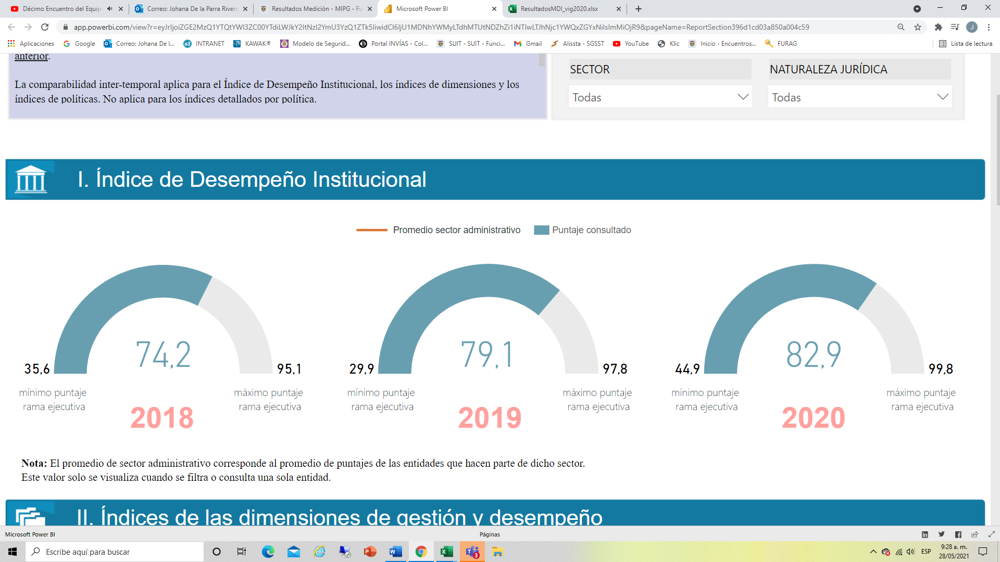 Décimo Encuentro del Equip
Correo: Johana De la Parra Rivero
Resultados Medición - MIPG - Fu
Microsoft Power BI
ResultadosMDI_vig2020.xlsx
Aplicaciones
Google
Correo: Johana De l...
INTRANET
KAWAK®
Modelo de Segurid...
Portal INVÍAS - Col...
SUIT - SUIT - Funci...
Gmail
Alissta - SGSST
YouTube
Klic
Inicio - Encuentros...
FURAG
Lista de lectura
anterior.
La comparabilidad inter-temporal aplica para el Índice de Desempeño Institucional, los índices de dimensiones y los
índices de políticas. No aplica para los índices detallados por política.
SECTOR
NATURALEZA JURÍDICA
Todas
Todas
I. Índice de Desempeño Institucional
Promedio sector administrativo
Puntaje consultado
74,2
79,1
82,9
35,6
95,1
29,9
97,8
44,9
99,8
mínimo puntaje
rama ejecutiva
máximo puntaje
rama ejecutiva
mínimo puntaje
rama ejecutiva
máximo puntaje
rama ejecutiva
mínimo puntaje
rama ejecutiva
máximo puntaje
rama ejecutiva
2018
2019
2020
Nota: El promedio de sector administrativo corresponde al promedio de puntajes de las entidades que hacen parte de dicho sector.
Este valor solo se visualiza cuando se filtra o consulta una sola entidad.
II. Índices de las dimensiones de gestión y desempeño
Microsoft Power BI
Páginas
Escribe aquí para buscar
3
ESP
9:28 a. m.
28/05/2021